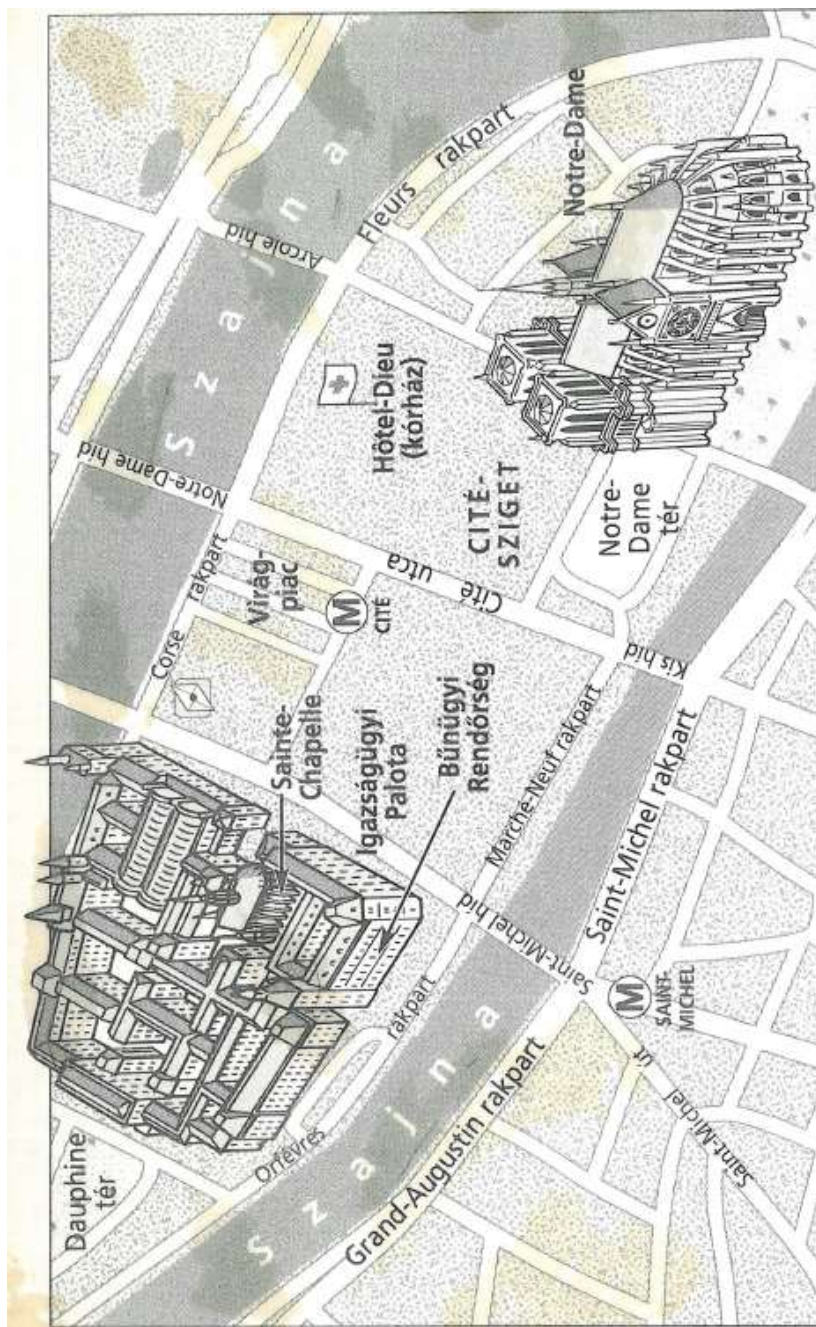 Dauphine
tér
Orfèvres
rakpart
Szajna
Grand-Augustin rakpart
Sainte-
Chapelle
Igazságügyi
Palota
Bűnügyi
Rendőrség
Saint-Michel híd
Marche-Neuf rakpart
Saint-Michel rakpart
M
SAINT-
MICHEL
Saint-Michel út
Corse rakpart
Virág-
piac
M
CITÉ
Cité utca
Kis híd
Notre-Dame híd
Szajna
Hôtel-Dieu
(kórház)
CITÉ-
SZIGET
Notre-
Dame
tér
Arcole híd
Fleurs rakpart
Notre-Dame